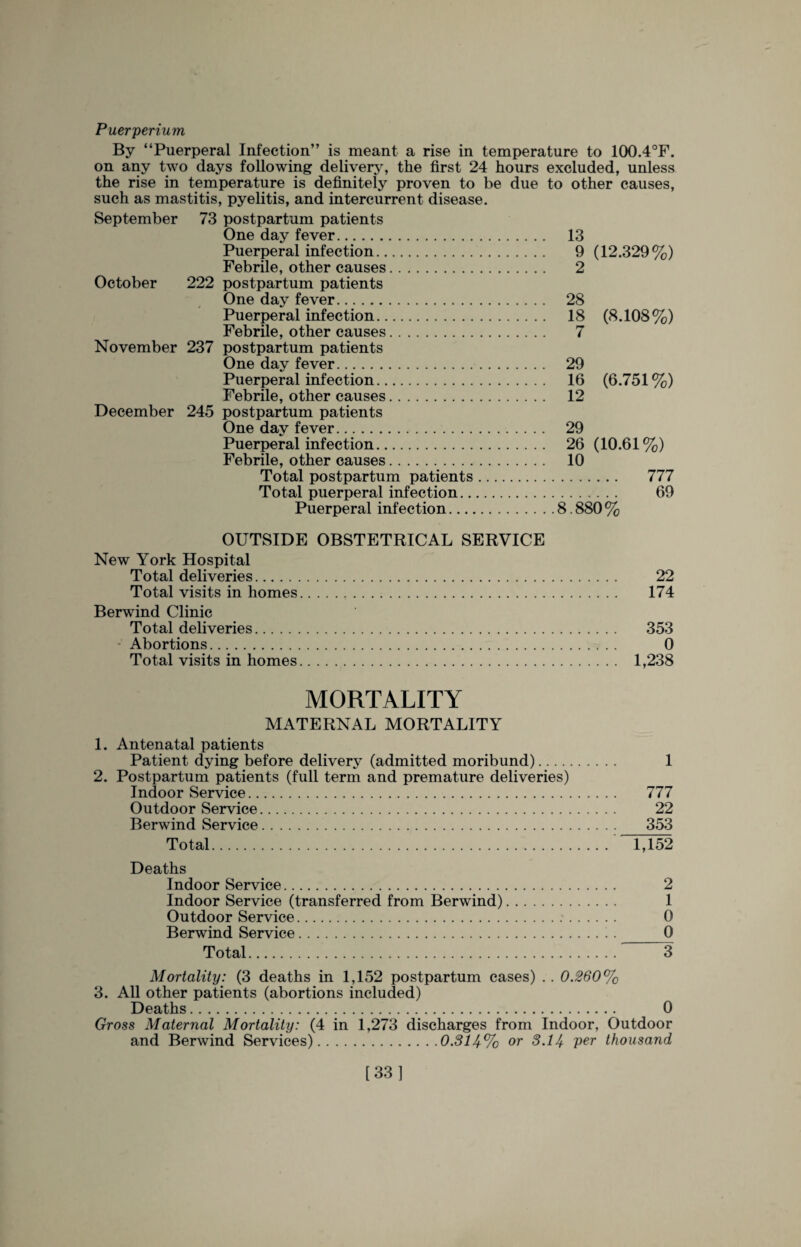 Puerperium
By “Puerperal Infection” is meant a rise in temperature to 100.4°F.
on any two days following delivery, the first 24 hours excluded, unless
the rise in temperature is definitely proven to be due to other causes,
such as mastitis, pyelitis, and intercurrent disease.
September 73 postpartum patients
One day fever.......................... 13
Puerperal infection..................... 9 (12.329%)
Febrile, other causes................... 2
October 222 postpartum patients
One day fever.......................... 28
Puerperal infection..................... 18 (8.108%)
Febrile, other causes................... 7
November 237 postpartum patients
One day fever.......................... 29
Puerperal infection..................... 16 (6.751%)
Febrile, other causes................... 12
December 245 postpartum patients
One day fever.......................... 29
Puerperal infection..................... 26 (10.61%)
Febrile, other causes................... 10
Total postpartum patients................. 777
Total puerperal infection................... 69
Puerperal infection..............8.880%
OUTSIDE OBSTETRICAL SERVICE
New York Hospital
Total deliveries............................................. 22
Total visits in homes....................................... 174
Berwind Clinic
Total deliveries............................................. 353
Abortions.................................................. 0
Total visits in homes....................................... 1,238
MORTALITY
MATERNAL MORTALITY
1. Antenatal patients
Patient dying before delivery (admitted moribund).......... 1
2. Postpartum patients (full term and premature deliveries)
Indoor Service.............................................. 777
Outdoor Service............................................ 22
Berwind Service............................................ 353
Total................................................ 1,152
Deaths
Indoor Service......................................... 2
Indoor Service (transferred from Berwind).............. 1
Outdoor Service....................................... 0
Berwind Service....................................... 0
Total............................................. 3
Mortality: (3 deaths in 1,152 postpartum cases) .. 0.260%
3. All other patients (abortions included)
Deaths.................................................... 0
Gross Maternal Mortality: (4 in 1,273 discharges from Indoor, Outdoor
and Berwind Services)...............0.314% or 3.14 per thousand
[ 33 ]